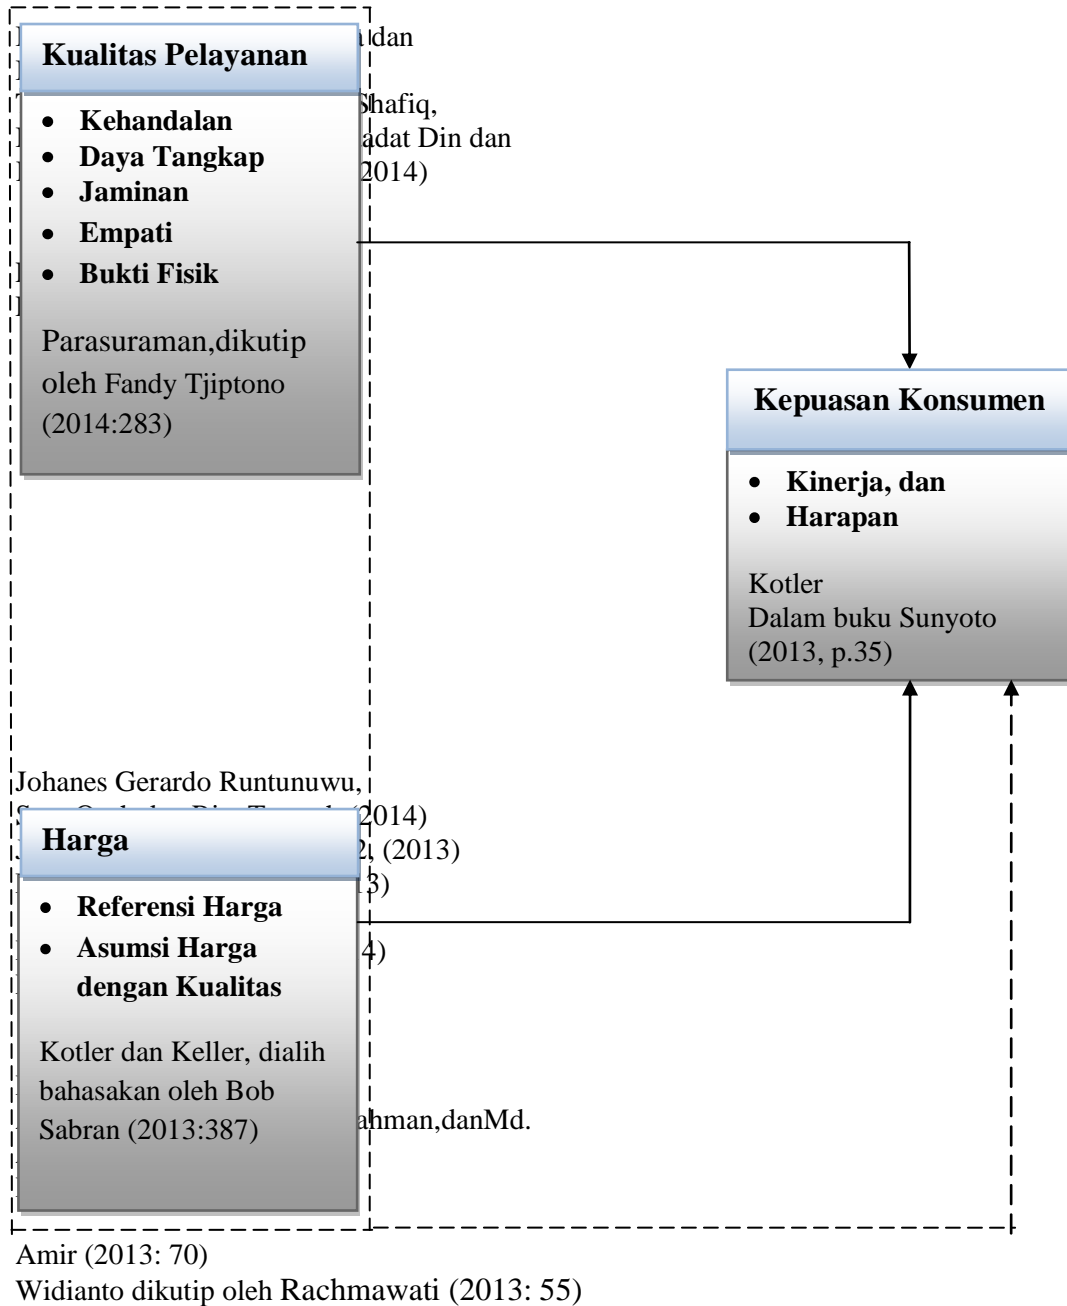 dan
Kualitas Pelayanan
Shafiq,
Kehandalan
adat Din dan
Daya Tangkap
2014)
Jaminan
Empati
Bukti Fisik
Parasuraman,dikutip
oleh Fandy Tjiptono
(2014:283)
Kepuasan Konsumen
Kinerja, dan
Harapan
Kotler
Dalam buku Sunyoto
(2013, p.35)
Johanes Gerardo Runtunuwu,
2014)
Harga
, (2013)
13)
Referensi Harga
Asumsi Harga
4)
dengan Kualitas
Kotler dan Keller, dialih
bahasakan oleh Bob
Sabran (2013:387)
ahman,danMd.
Amir (2013: 70)
Widianto dikutip oleh Rachmawati (2013: 55)